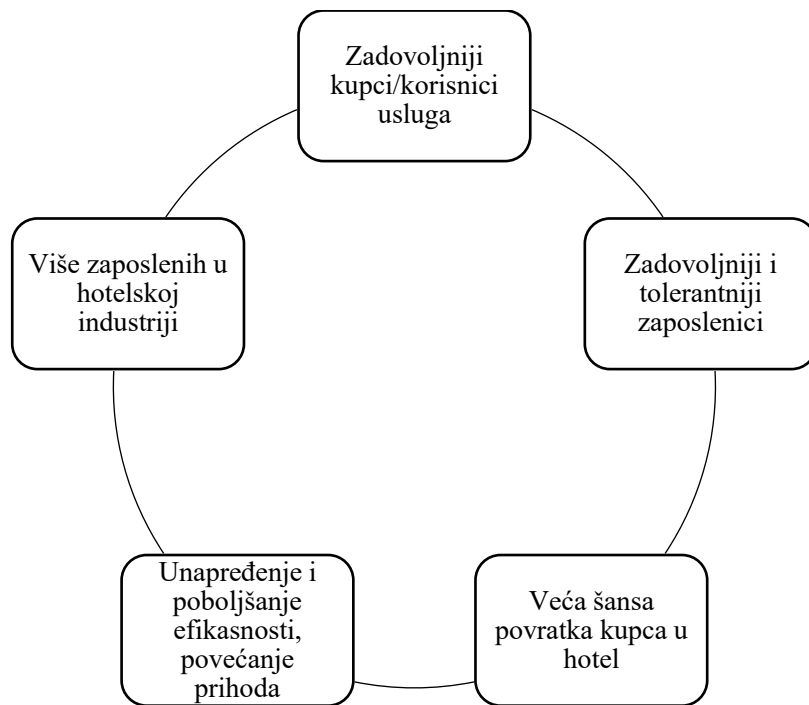 Zadovoljniji
kupci/korisnici
usluga
Zadovoljniji i
tolerantniji
zaposlenici
Veća šansa
povratka kupca u
hotel
Unapređenje i
poboljšanje
efikasnosti,
povećanje
prihoda
Više zaposlenih u
hotelskoj
industriji